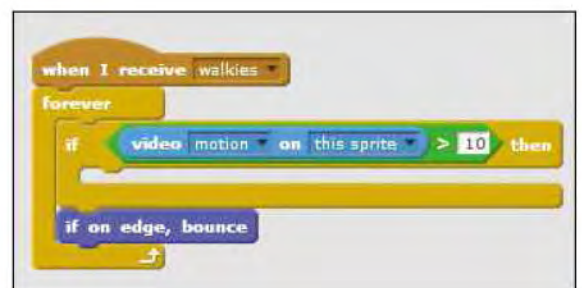 when I receive walkies
forever
if video motion on this sprite > 10 then
if on edge, bounce